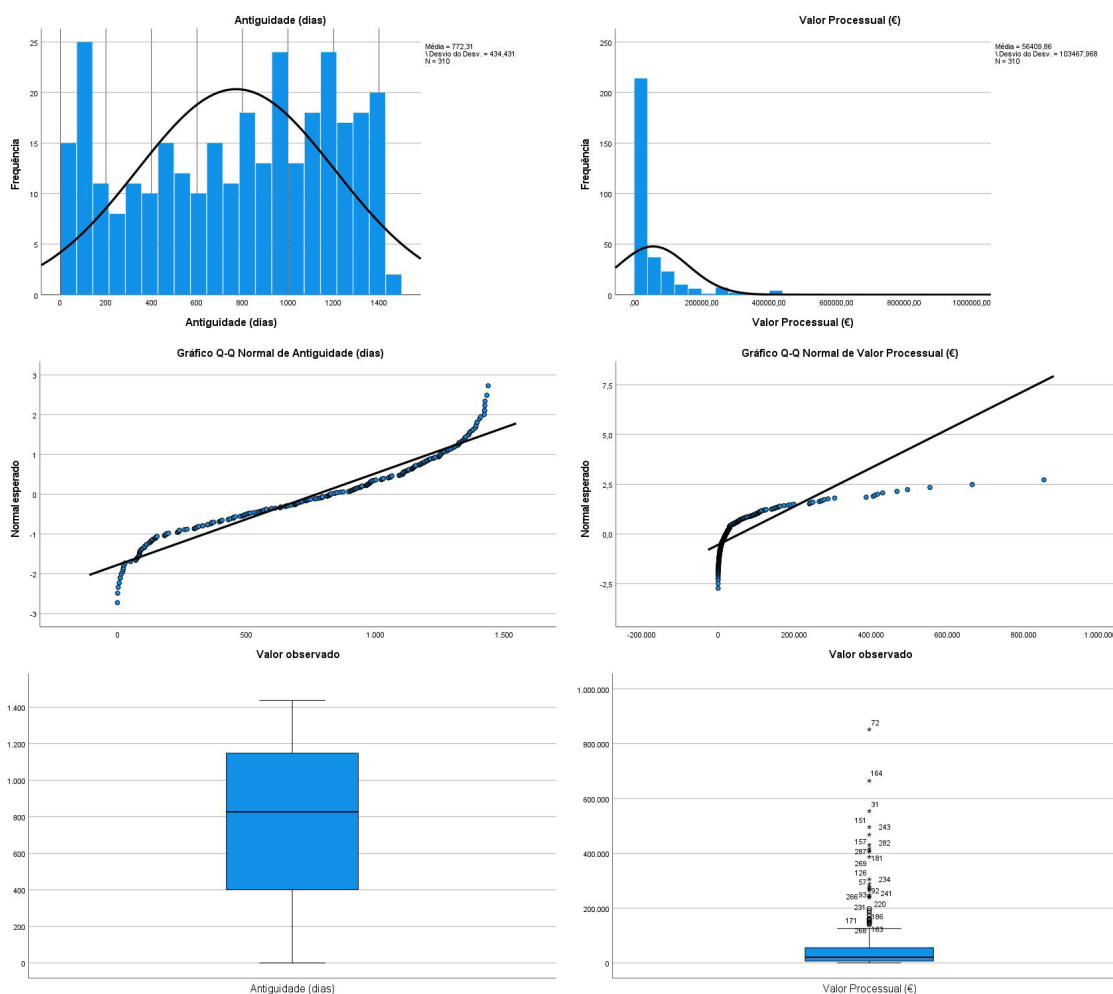 Antiguidade (dias)
Média = 772,31
\Desvio do Desv. = 434,431
N = 310
25
20
15
10
5
0
Frequência
0 200 400 600 800 1000 1200 1400
Antiguidade (dias)
Valor Processual (€)
Média = 56409,86
\Desvio do Desv. = 103467,968
N = 310
250
200
150
100
50
0
Frequência
,00 200000,00 400000,00 600000,00 800000,00 1000000,00
Valor Processual (€)
Gráfico Q-Q Normal de Antiguidade (dias)
3
2
1
0
-1
-2
-3
Normal esperado
0 500 1.000 1.500
Valor observado
Gráfico Q-Q Normal de Valor Processual (€)
7,5
5,0
2,5
0,0
-2,5
Normal esperado
-200.000 0 200.000 400.000 600.000 800.000 1.000.000
Valor observado
1.400
1.200
1.000
800
600
400
200
0
Antiguidade (dias)
1.000.000
800.000
600.000
400.000
200.000
0
72
164
31
151
243
157
282
287
181
269
126
234
57
92
93
241
266
220
231
186
171
163
268
Valor Processual (€)